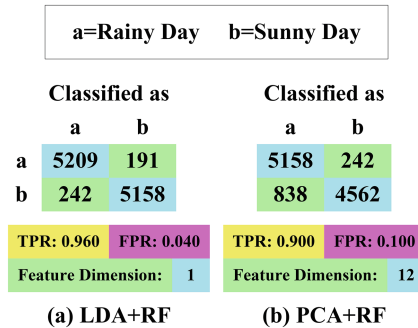 a=Rainy Day b=Sunny Day
Classified as
a b
a 5209 191
b 242 5158
TPR: 0.960 FPR: 0.040
Feature Dimension: 1
(a) LDA+RF
Classified as
a b
5158 242
838 4562
TPR: 0.900 FPR: 0.100
Feature Dimension: 12
(b) PCA+RF